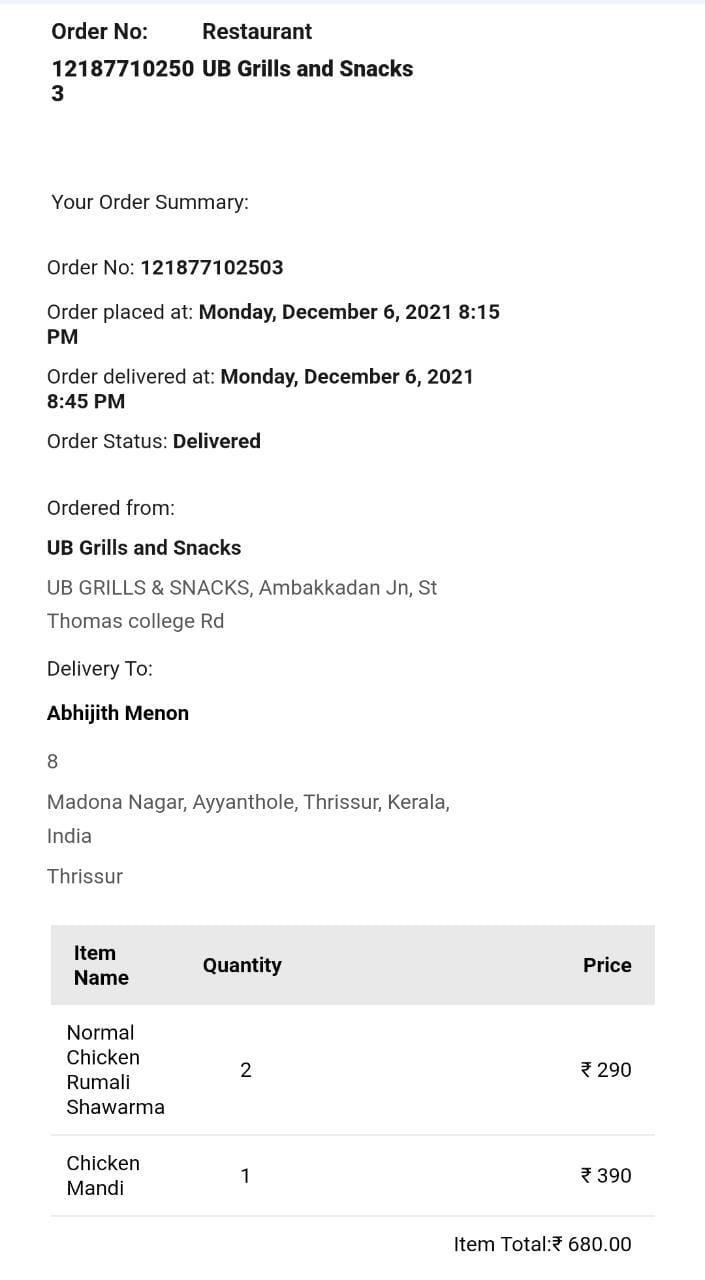 Order No: Restaurant
12187710250 UB Grills and Snacks
3
Your Order Summary:
Order No: 121877102503
Order placed at: Monday, December 6, 2021 8:15
PM
Order delivered at: Monday, December 6, 2021
8:45 PM
Order Status: Delivered
Ordered from:
UB Grills and Snacks
UB GRILLS & SNACKS, Ambakkadan Jn, St
Thomas college Rd
Delivery To:
Abhijith Menon
8
Madona Nagar, Ayyanthole, Thrissur, Kerala,
India
Thrissur
Item
Name
Quantity
Price
Normal
Chicken
Rumali
Shawarma
2
₹ 290
Chicken
Mandi
1
₹ 390
Item Total:₹ 680.00